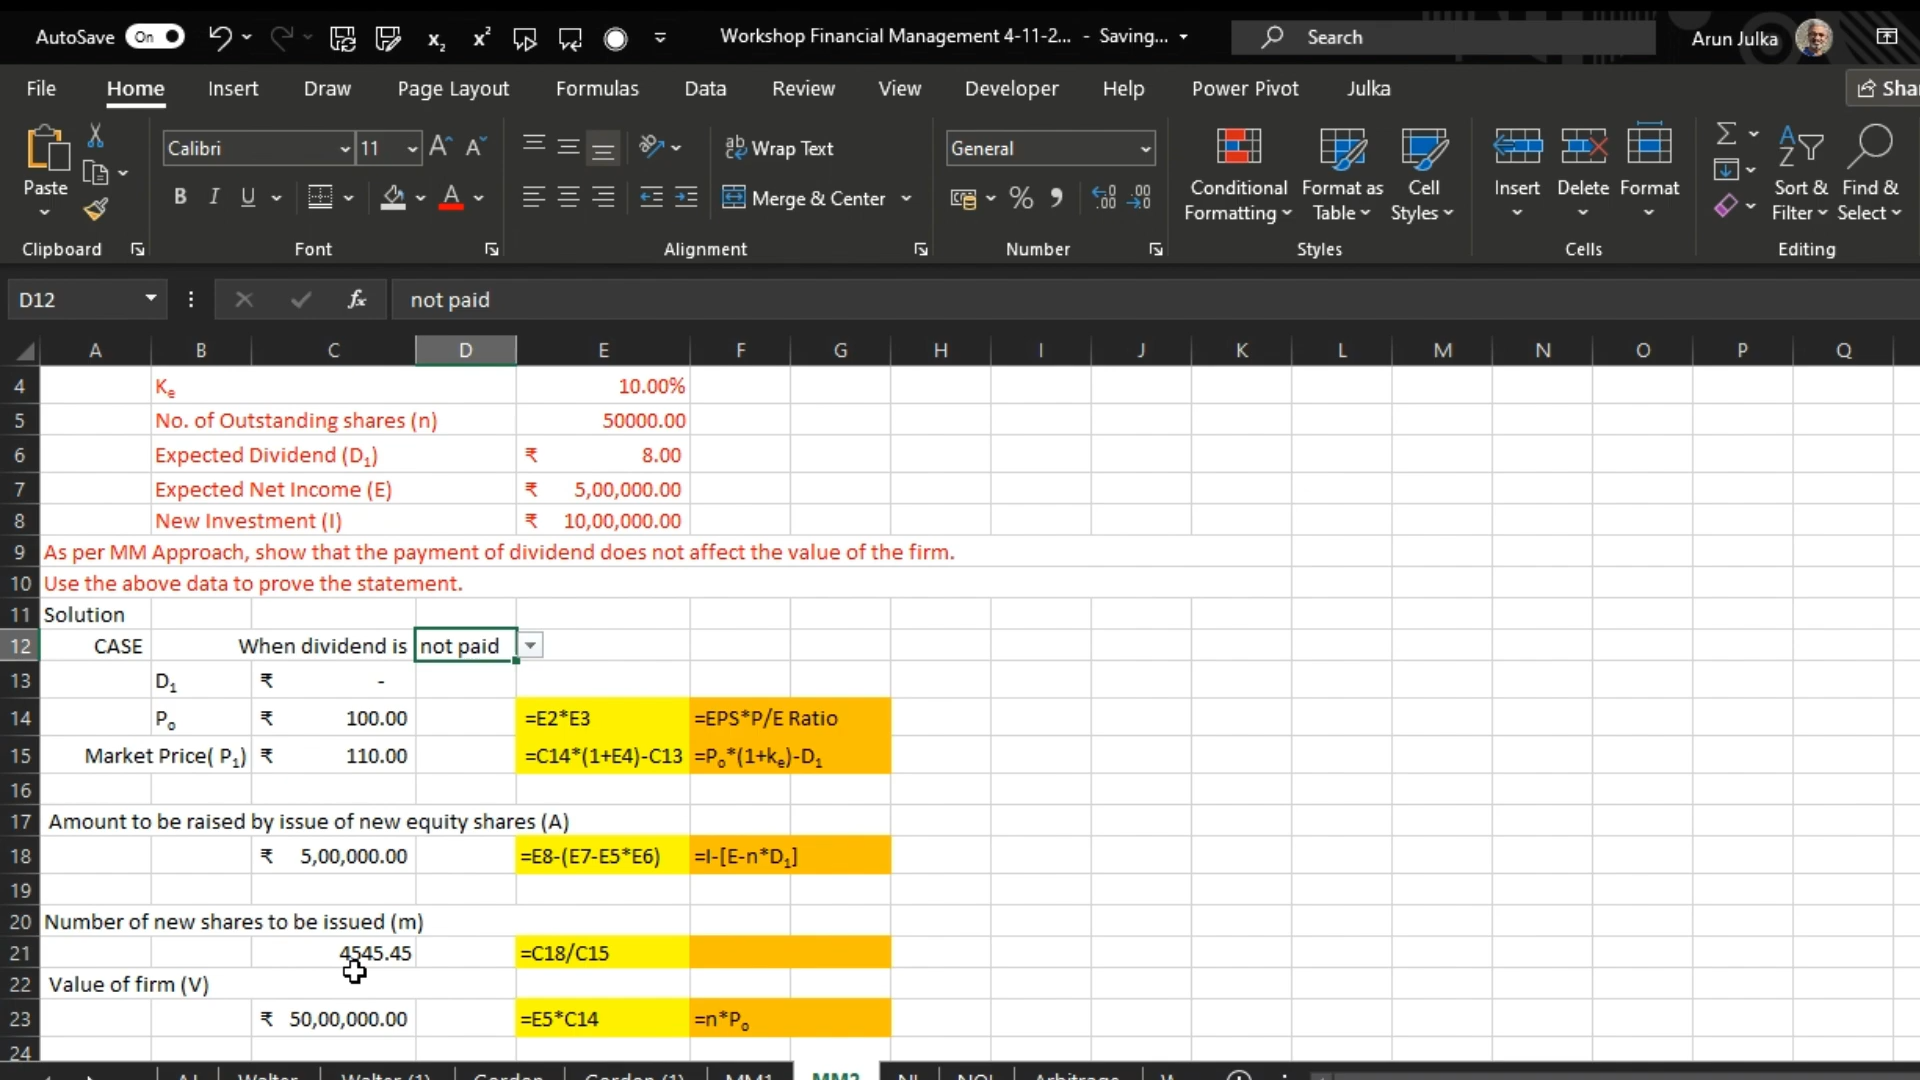 AutoSave On Workshop Financial Management 4-11-2... - Saving... Search Arun Julka
File Home Insert Draw Page Layout Formulas Data Review View Developer Help Power Pivot Julka Sha
Paste Calibri 11 Wrap Text General Conditional Formatting Format as Table Cell Styles Insert Delete Format Sort & Filter Find & Select
B I U Merge & Center %
Clipboard Font Alignment Number Styles Cells Editing
D12 fx not paid
A B C D E F G H I J K L M N O P Q
4 Ke 10.00%
5 No. of Outstanding shares (n) 50000.00
6 Expected Dividend (D1) ₹ 8.00
7 Expected Net Income (E) ₹ 5,00,000.00
8 New Investment (I) ₹ 10,00,000.00
9 As per MM Approach, show that the payment of dividend does not affect the value of the firm.
10 Use the above data to prove the statement.
11 Solution
12 CASE When dividend is not paid
13 D1 ₹ -
14 Po ₹ 100.00 =E2*E3 =EPS*P/E Ratio
15 Market Price( P1) ₹ 110.00 =C14*(1+E4)-C13 =Po*(1+ke)-D1
16
17 Amount to be raised by issue of new equity shares (A)
18 ₹ 5,00,000.00 =E8-(E7-E5*E6) =I-[E-n*D1]
19
20 Number of new shares to be issued (m)
21 4545.45 =C18/C15
22 Value of firm (V)
23 ₹ 50,00,000.00 =E5*C14 =n*Po
24
Walter Walter (1) Gordon Gordon (1) MM1 MM2 NI NOI Arbitrage